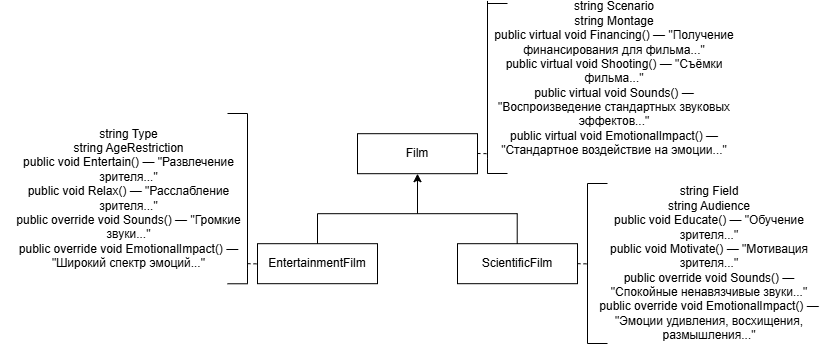 string Scenario
string Montage
public virtual void Financing() — "Получение
финансирования для фильма..."
public virtual void Shooting() — "Съёмки
фильма..."
public virtual void Sounds() —
"Воспроизведение стандартных звуковых
эффектов..."
public virtual void EmotionalImpact() —
"Стандартное воздействие на эмоции..."
Film
string Type
string AgeRestriction
public void Entertain() — "Развлечение
зрителя..."
public void Relax() — "Расслабление
зрителя..."
public override void Sounds() — "Громкие
звуки..."
public override void EmotionalImpact() —
"Широкий спектр эмоций..."
EntertainmentFilm
ScientificFilm
string Field
string Audience
public void Educate() — "Обучение
зрителя..."
public void Motivate() — "Мотивация
зрителя..."
public override void Sounds() —
"Спокойные ненавязчивые звуки..."
public override void EmotionalImpact() —
"Эмоции удивления, восхищения,
размышления..."